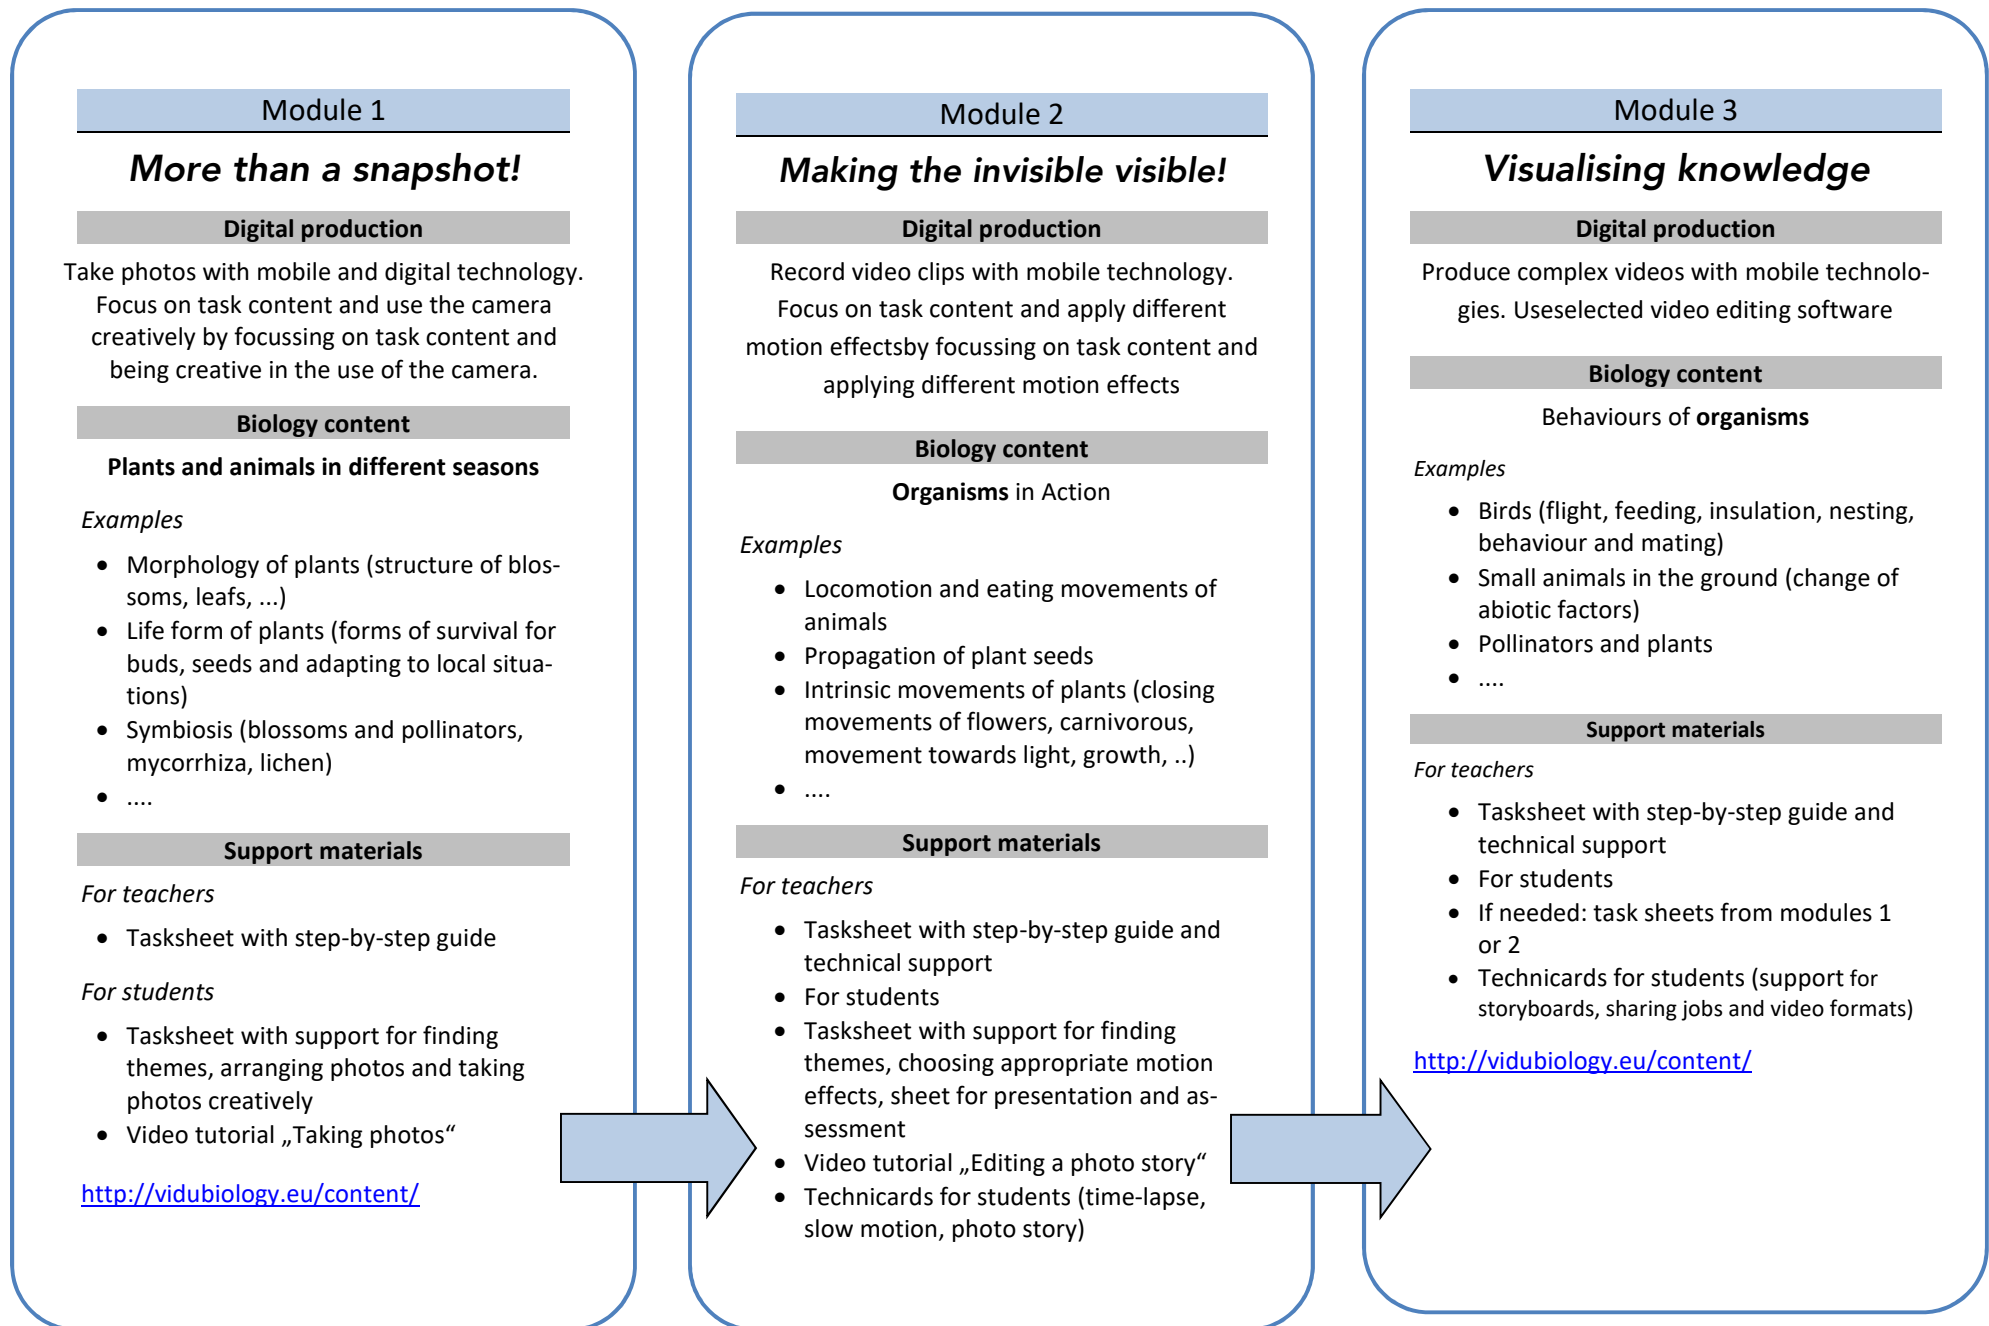 Module 1
More than a snapshot!
Digital production
Take photos with mobile and digital technology.
Focus on task content and use the camera
creatively by focussing on task content and
being creative in the use of the camera.
Biology content
Plants and animals in different seasons
Examples
• Morphology of plants (structure of blos-
soms, leafs, ...)
• Life form of plants (forms of survival for
buds, seeds and adapting to local situa-
tions)
• Symbiosis (blossoms and pollinators,
mycorrhiza, lichen)
• ....
Support materials
For teachers
• Tasksheet with step-by-step guide
For students
• Tasksheet with support for finding
themes, arranging photos and taking
photos creatively
• Video tutorial „Taking photos“
http://vidubiology.eu/content/
Module 2
Making the invisible visible!
Digital production
Record video clips with mobile technology.
Focus on task content and apply different
motion effectsby focussing on task content and
applying different motion effects
Biology content
Organisms in Action
Examples
• Locomotion and eating movements of
animals
• Propagation of plant seeds
• Intrinsic movements of plants (closing
movements of flowers, carnivorous,
movement towards light, growth, ..)
• ....
Support materials
For teachers
• Tasksheet with step-by-step guide and
technical support
• For students
• Tasksheet with support for finding
themes, choosing appropriate motion
effects, sheet for presentation and as-
sessment
• Video tutorial „Editing a photo story“
• Technicards for students (time-lapse,
slow motion, photo story)
Module 3
Visualising knowledge
Digital production
Produce complex videos with mobile technolo-
gies. Useselected video editing software
Biology content
Behaviours of organisms
Examples
• Birds (flight, feeding, insulation, nesting,
behaviour and mating)
• Small animals in the ground (change of
abiotic factors)
• Pollinators and plants
• ....
Support materials
For teachers
• Tasksheet with step-by-step guide and
technical support
• For students
• If needed: task sheets from modules 1
or 2
• Technicards for students (support for
storyboards, sharing jobs and video formats)
http://vidubiology.eu/content/